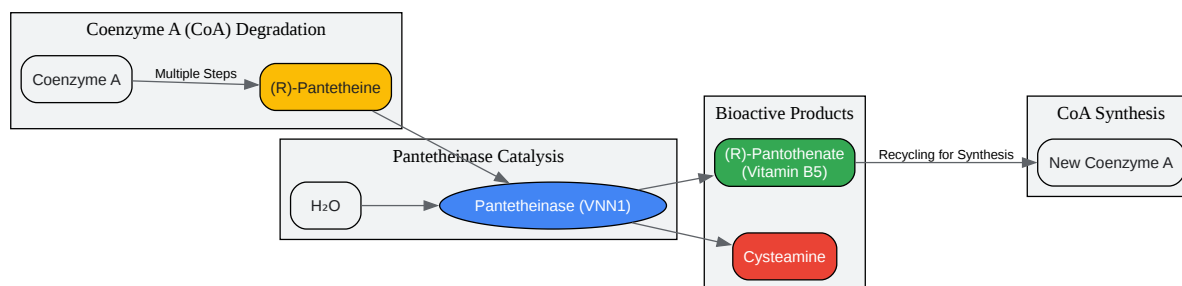 Coenzyme A (CoA) Degradation
Coenzyme A
Multiple Steps
(R)-Pantetheine
Pantetheinase Catalysis
H₂O
Pantetheinase (VNN1)
Bioactive Products
(R)-Pantothenate
(Vitamin B5)
Cysteamine
Recycling for Synthesis
CoA Synthesis
New Coenzyme A